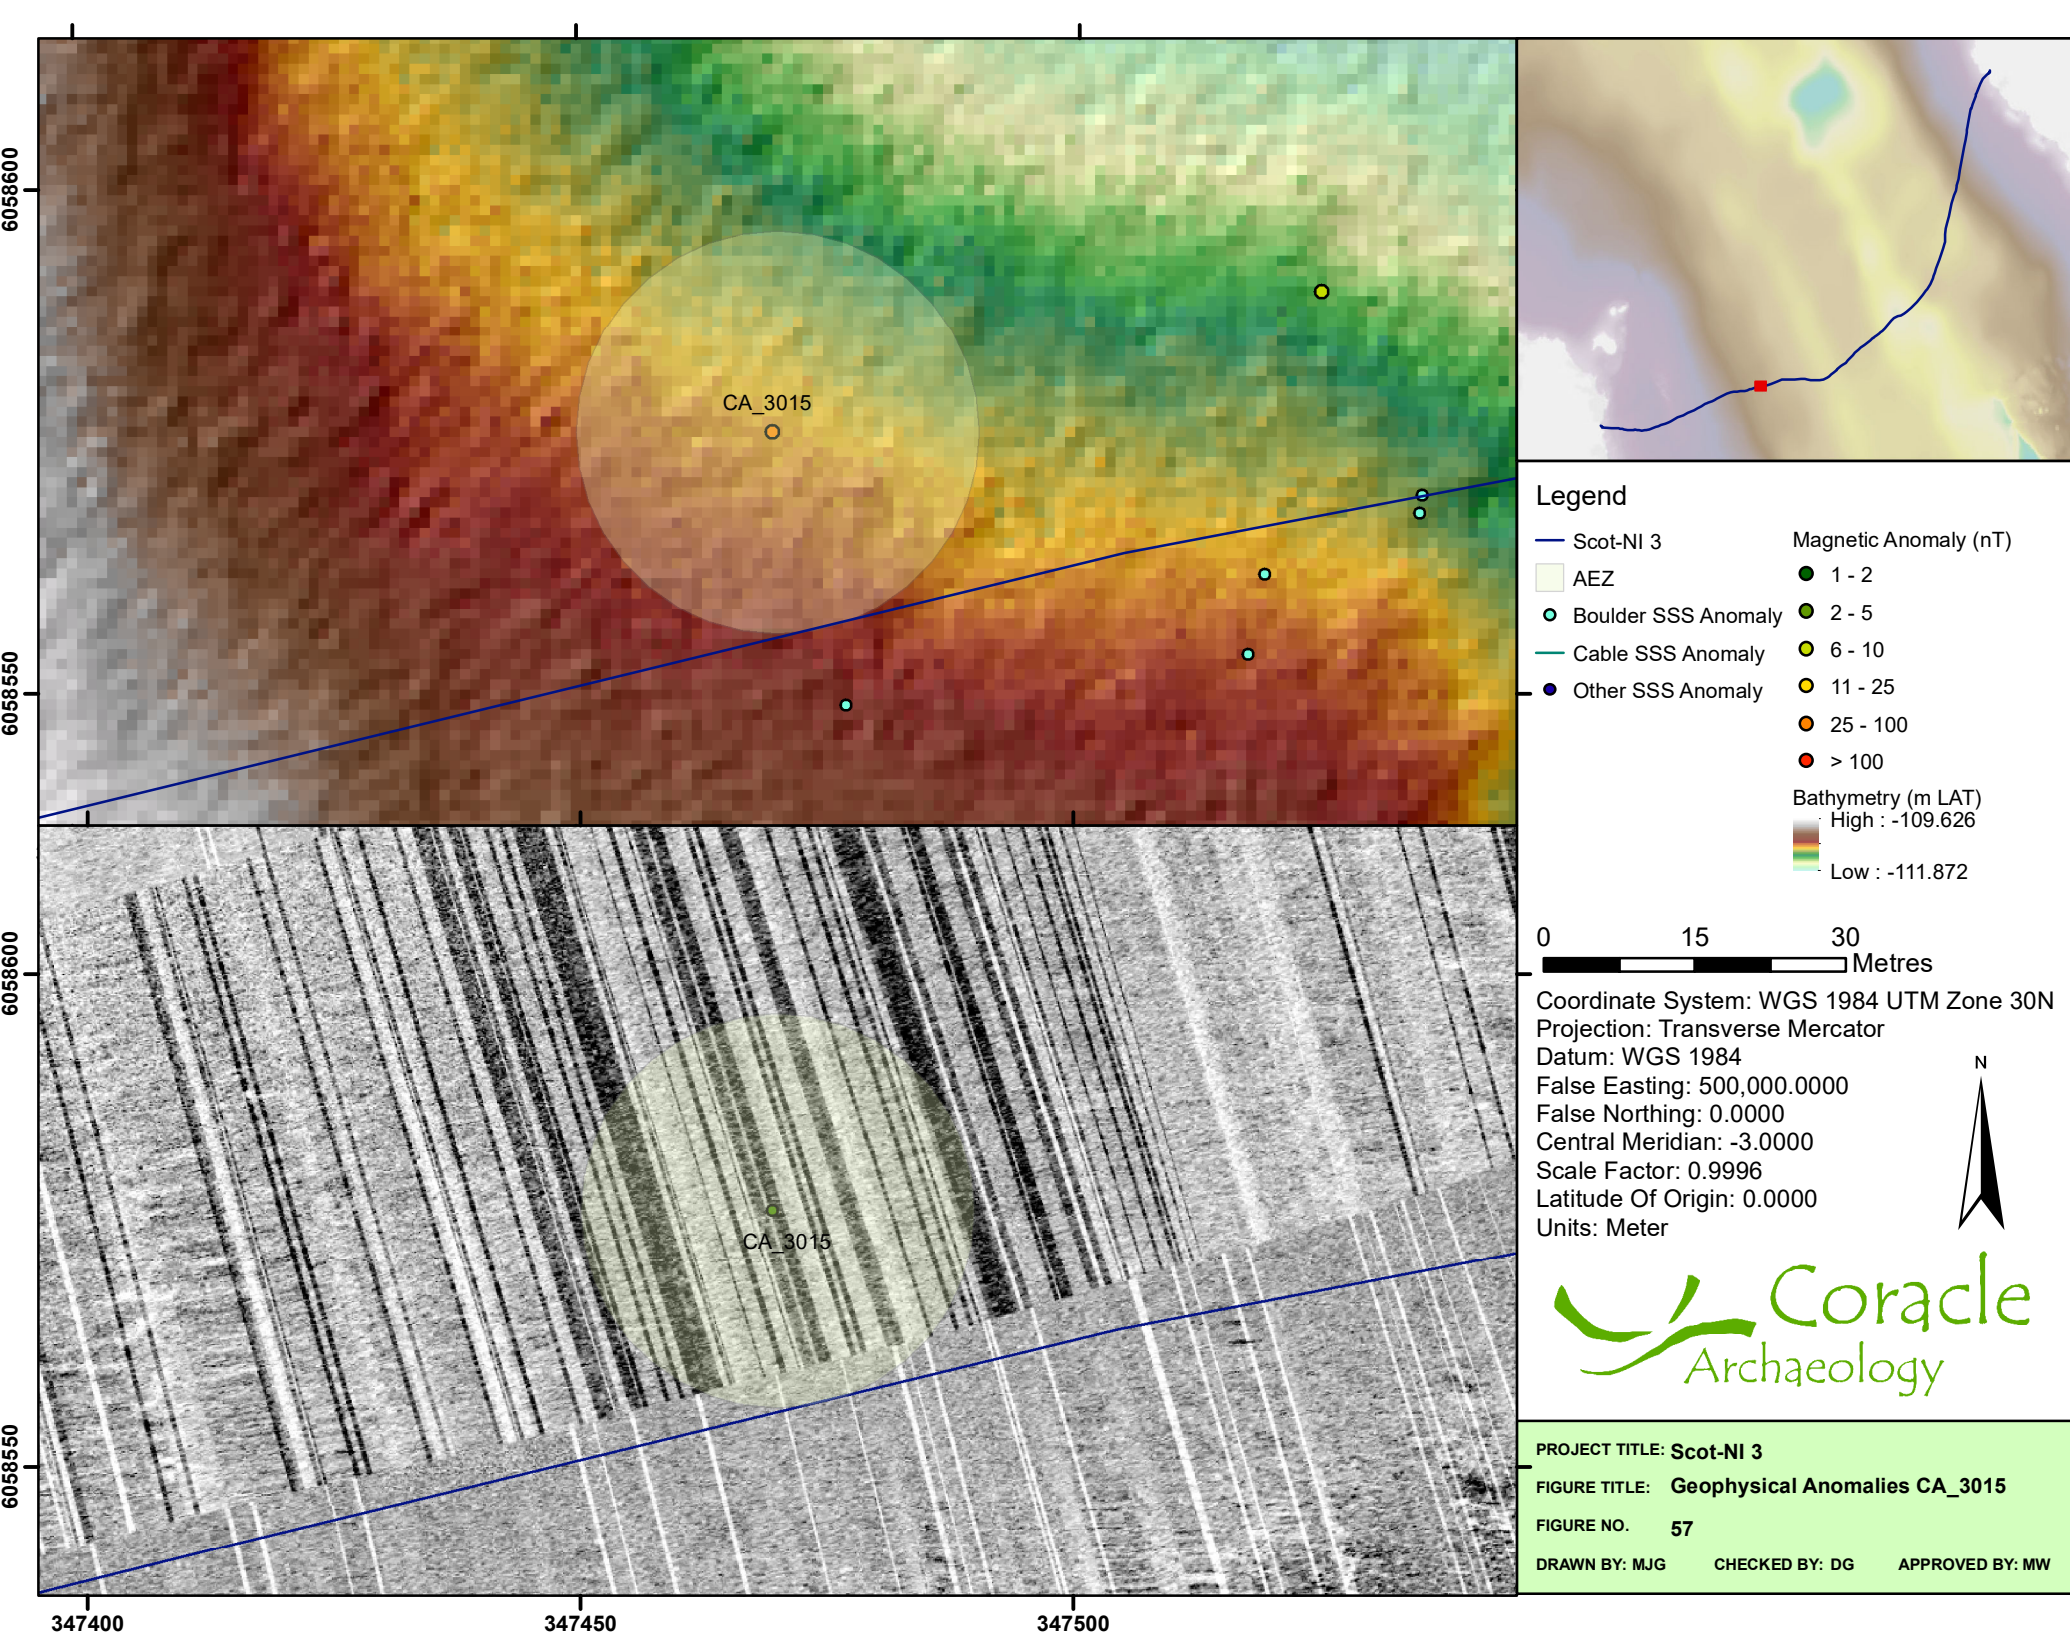 6058600
CA_3015
6058550
6058600
CA_3015
6058550
347400
347450
347500
Legend
Scot-NI 3
AEZ
Boulder SSS Anomaly
Cable SSS Anomaly
Other SSS Anomaly
Magnetic Anomaly (nT)
1 - 2
2 - 5
6 - 10
11 - 25
25 - 100
> 100
Bathymetry (m LAT)
High : -109.626
Low : -111.872
0 15 30
Metres
Coordinate System: WGS 1984 UTM Zone 30N
Projection: Transverse Mercator
Datum: WGS 1984
False Easting: 500,000.0000
False Northing: 0.0000
Central Meridian: -3.0000
Scale Factor: 0.9996
Latitude Of Origin: 0.0000
Units: Meter
N
Coracle
Archaeology
PROJECT TITLE: Scot-NI 3
FIGURE TITLE: Geophysical Anomalies CA_3015
FIGURE NO. 57
DRAWN BY: MJG CHECKED BY: DG APPROVED BY: MW